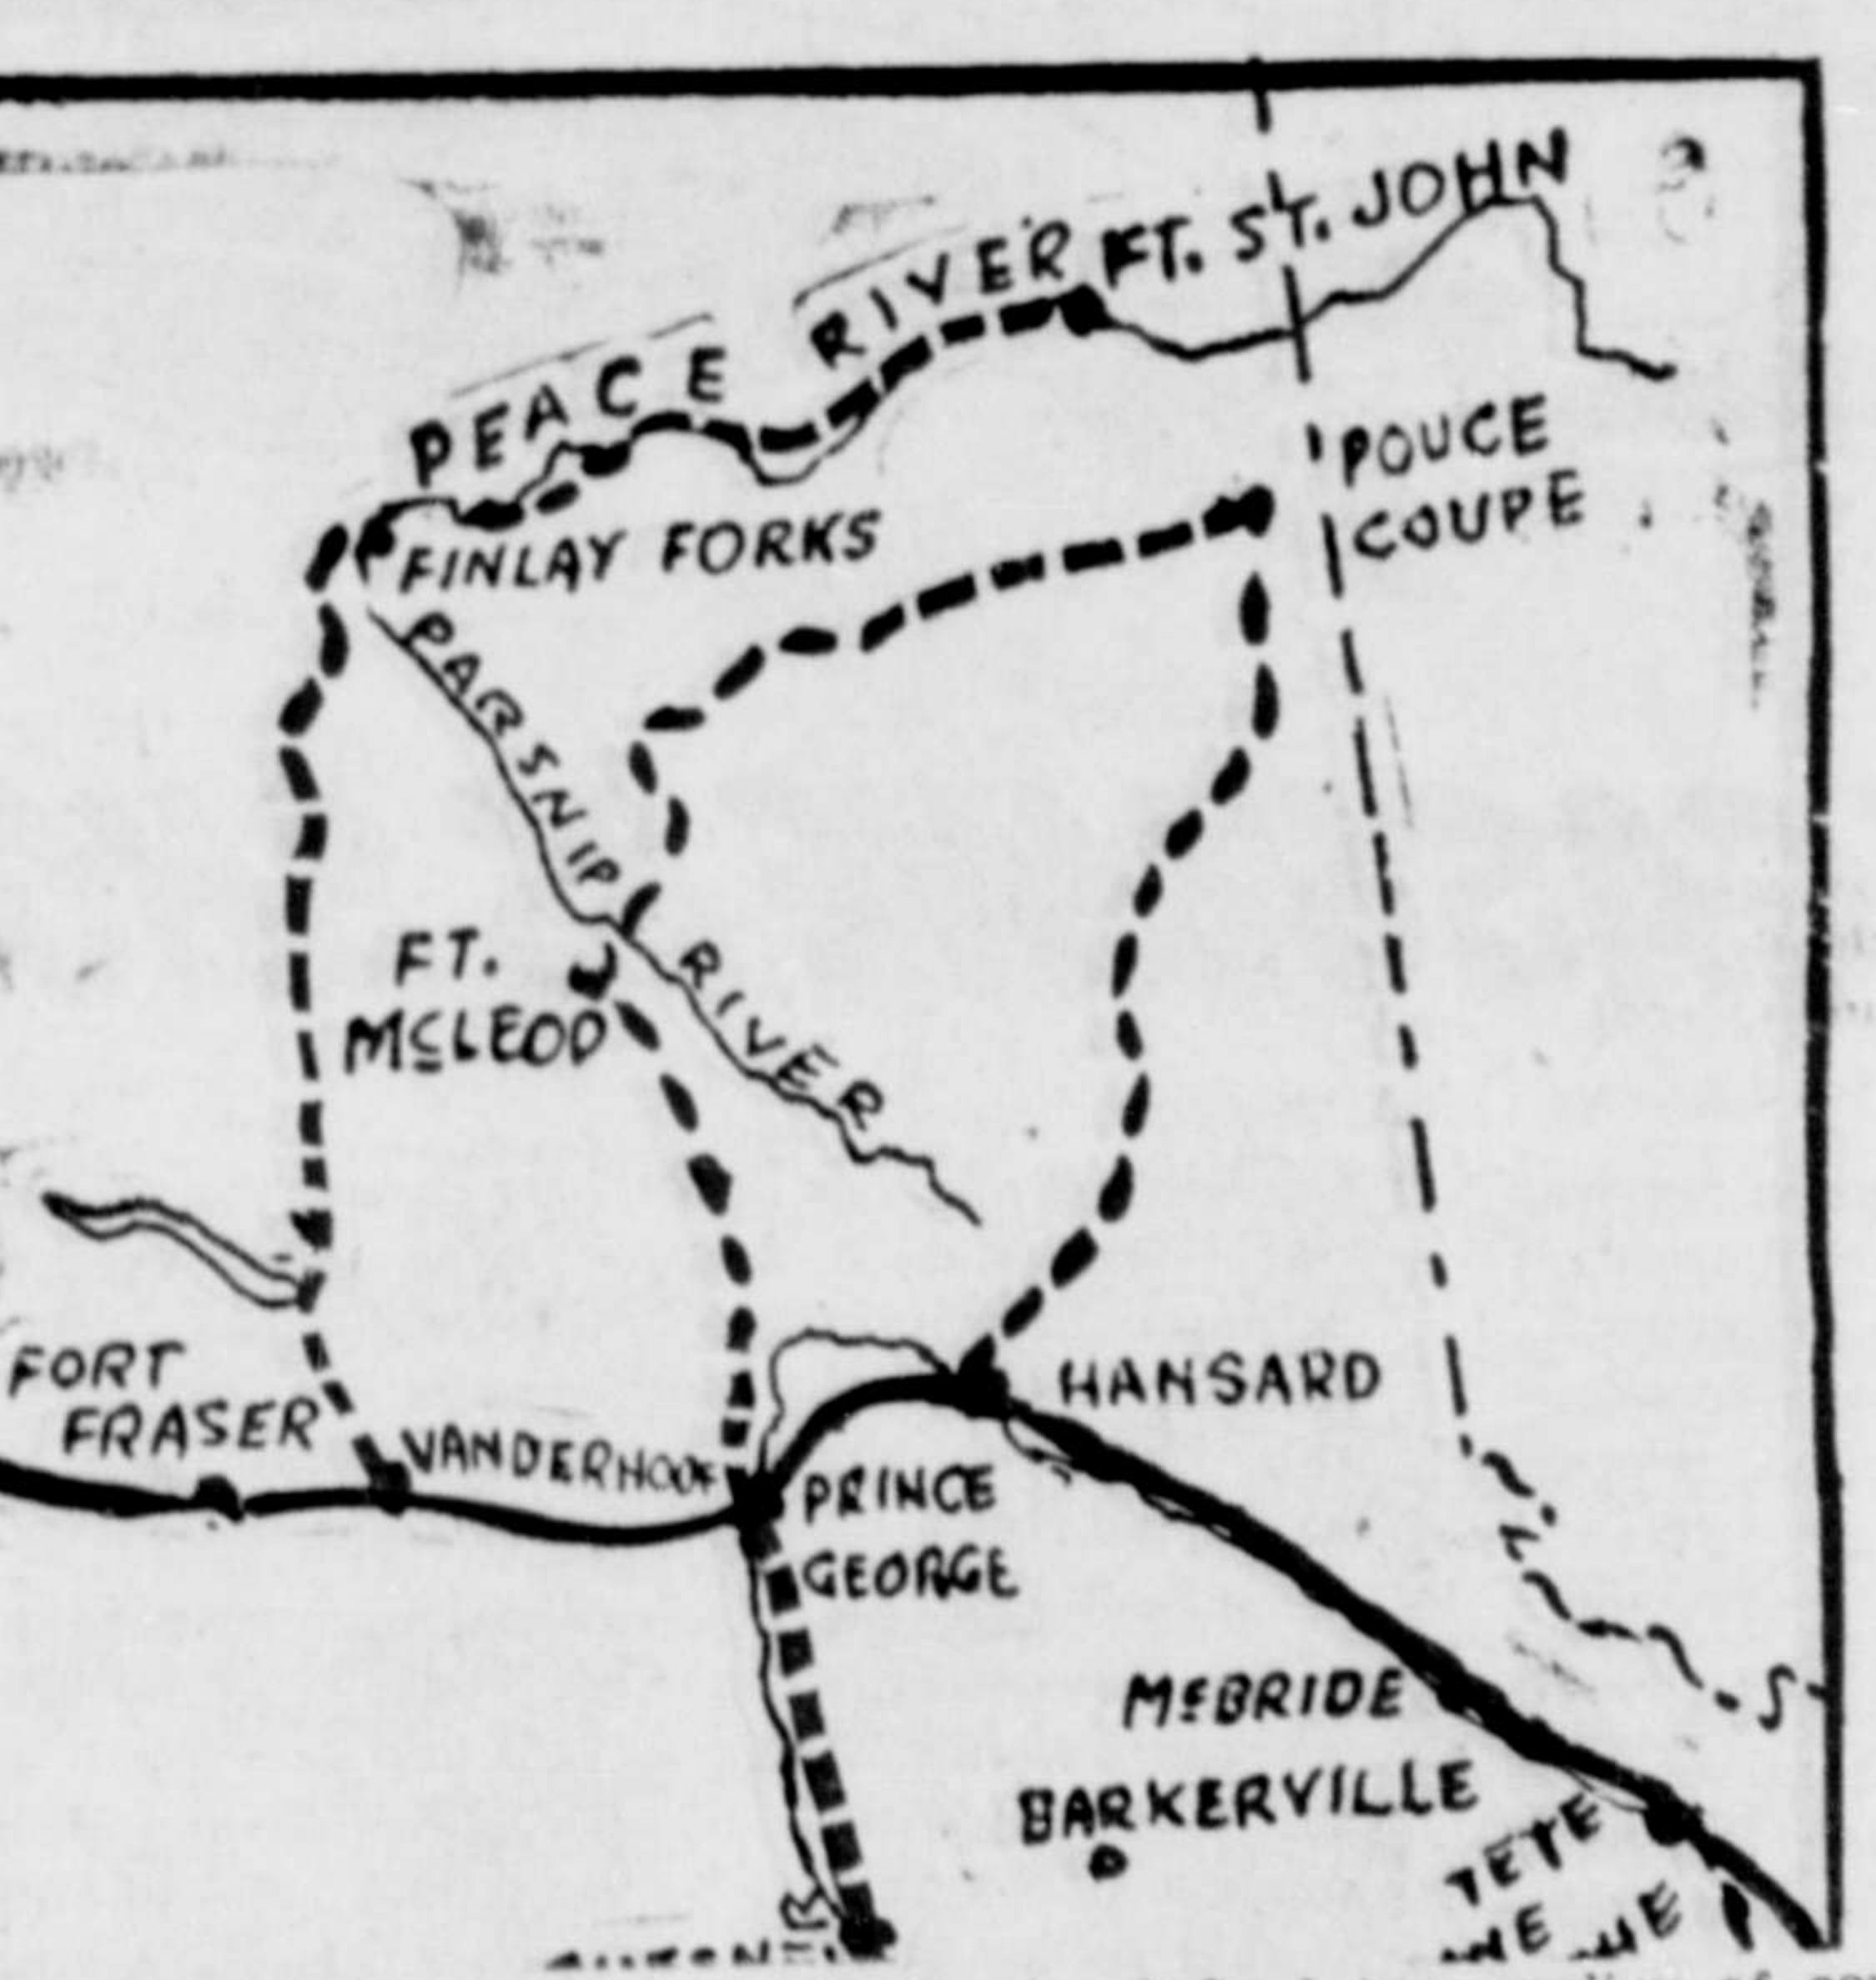 PEACE RIVER
FT. ST. JOHN
POUCE
COUPE
FINLAY FORKS
PARSNIP RIVER
FT.
McLEOD
FORT
FRASER
VANDERHOOF
HANSARD
PRINCE
GEORGE
McBRIDE
BARKERVILLE
TETE
R